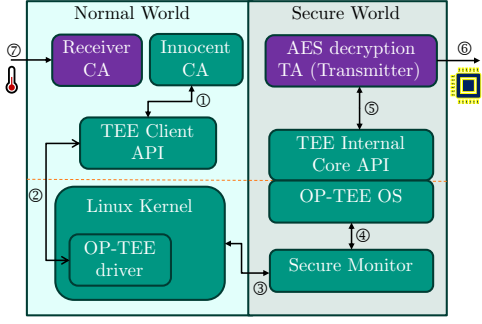 Normal World
Secure World
⑦
Receiver
CA
Innocent
CA
AES decryption
TA (Transmitter)
⑥
①
⑤
TEE Client
API
TEE Internal
Core API
②
Linux Kernel
OP-TEE OS
OP-TEE
driver
④
③
Secure Monitor